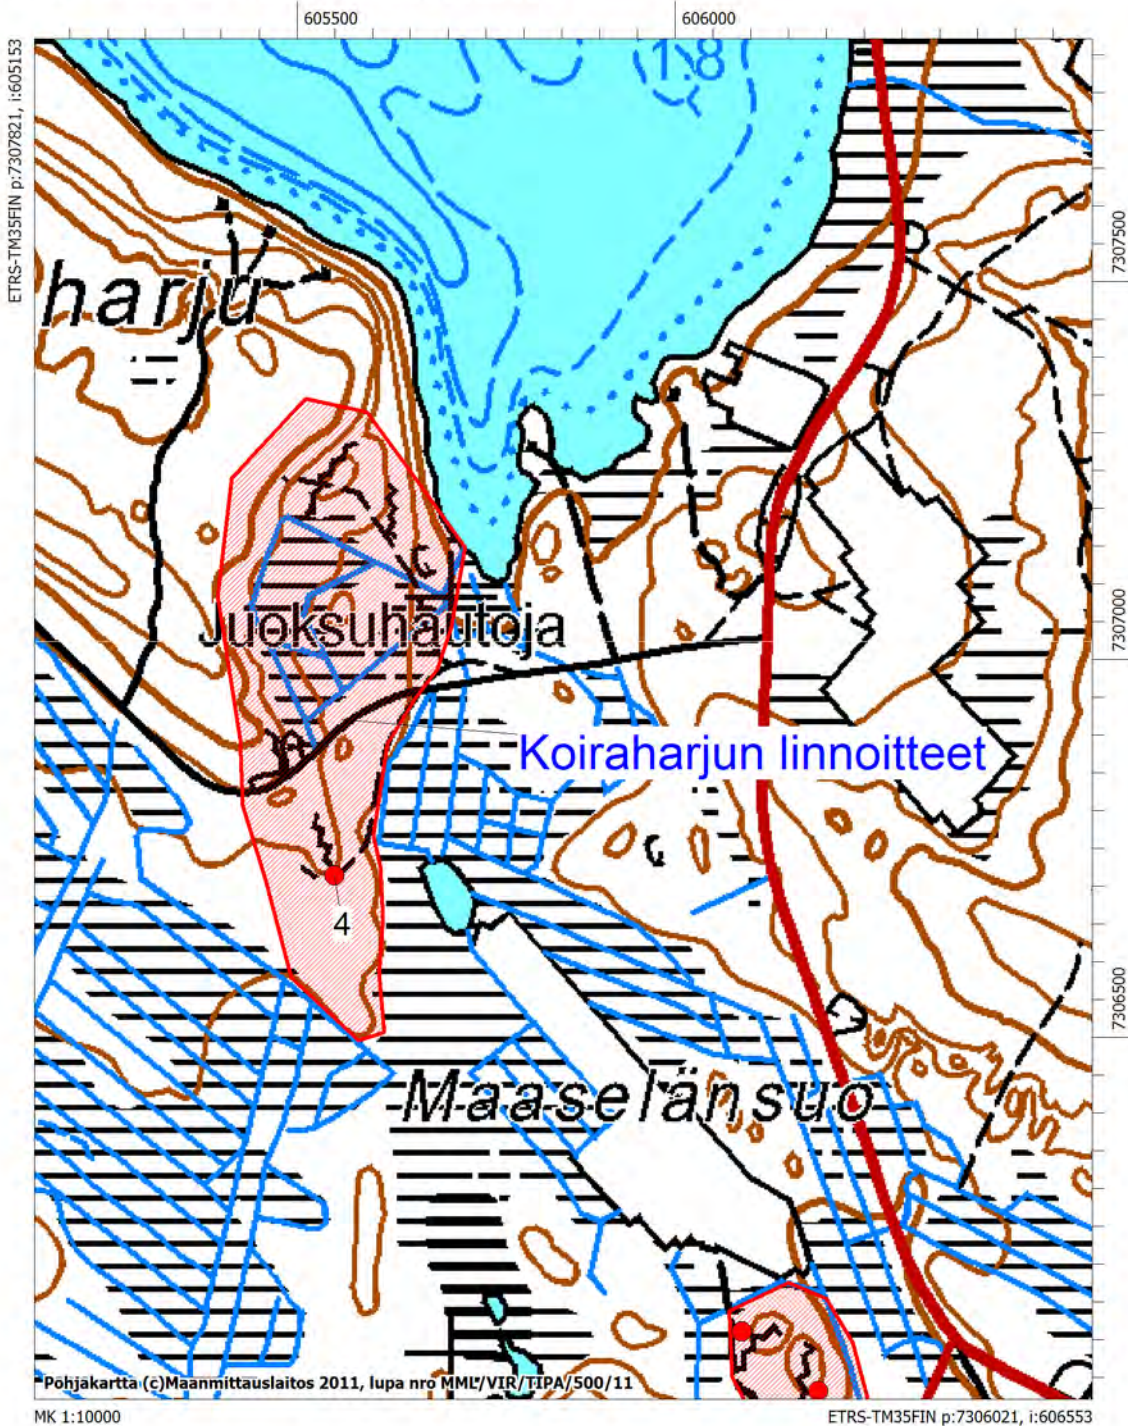 605500
606000
ETRS-TM35FIN p:7307821, i:605153
1.8
7307500
harju
7307000
Juoksuhautoja
Koiraharjun linnoitteet
4
7306500
Maaselänsuo
Pohjakartta (c)Maanmittauslaitos 2011, lupa nro MML/VIR/TIPA/500/11
MK 1:10000
ETRS-TM35FIN p:7306021, i:606553